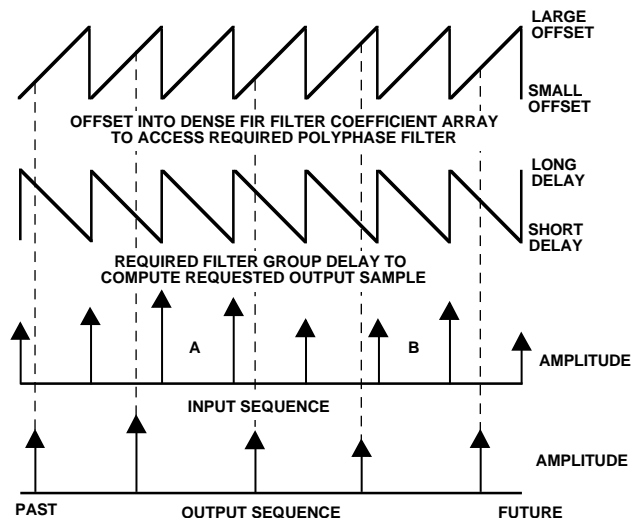 LARGE
OFFSET
SMALL
OFFSET
OFFSET INTO DENSE FIR FILTER COEFFICIENT ARRAY
TO ACCESS REQUIRED POLYPHASE FILTER
LONG
DELAY
SHORT
DELAY
REQUIRED FILTER GROUP DELAY TO
COMPUTE REQUESTED OUTPUT SAMPLE
A
B
AMPLITUDE
INPUT SEQUENCE
AMPLITUDE
PAST
OUTPUT SEQUENCE
FUTURE